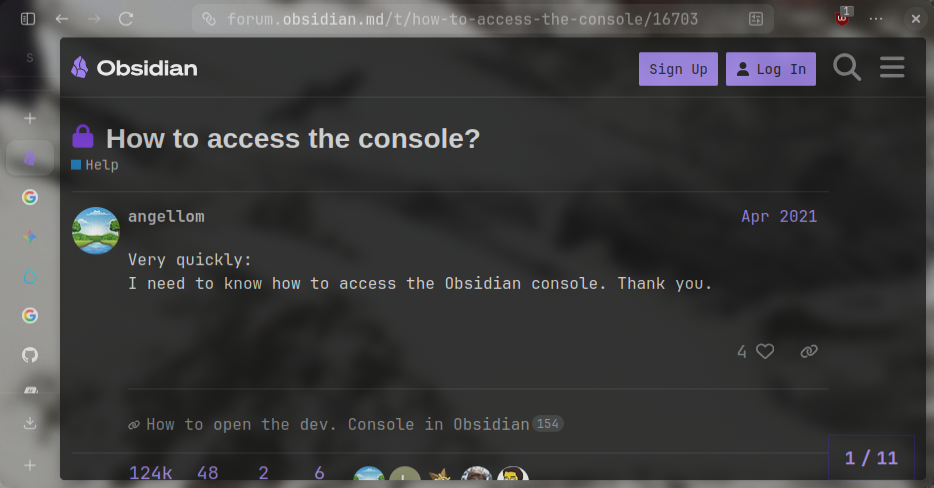 forum.obsidian.md/t/how-to-access-the-console/16703
1
S
Obsidian
Sign Up
Log In
How to access the console?
Help
angellom
Apr 2021
Very quickly:
I need to know how to access the Obsidian console. Thank you.
4
How to open the dev. Console in Obsidian 154
124k 48 2 6
1 / 11